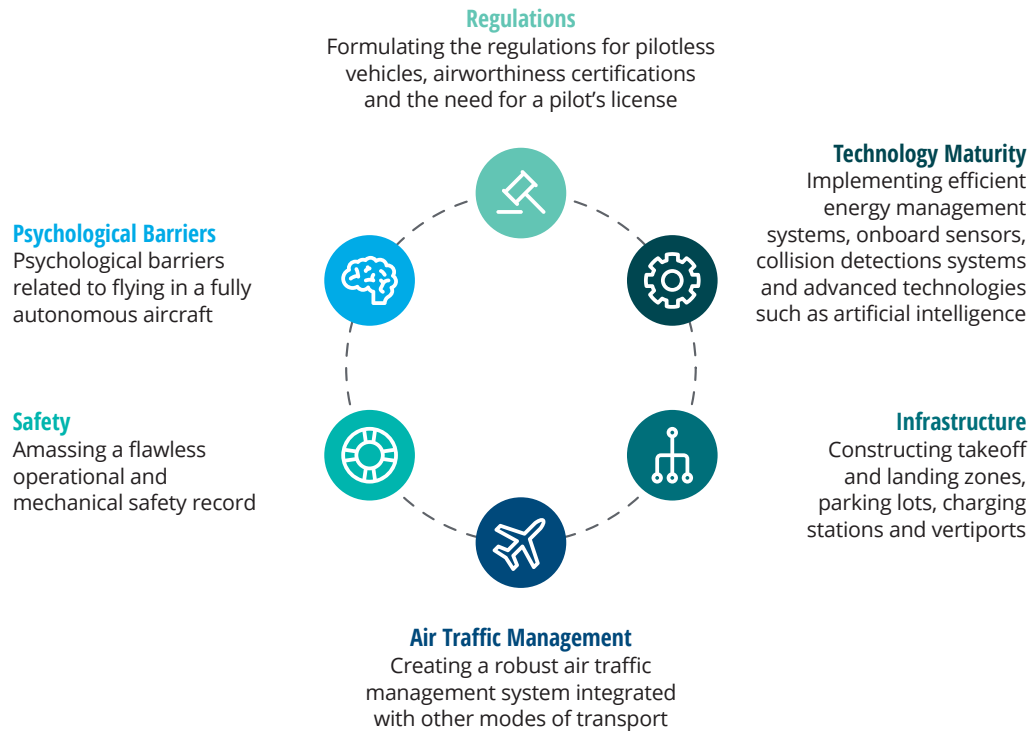 Regulations
Formulating the regulations for pilotless
vehicles, airworthiness certifications
and the need for a pilot’s license
Technology Maturity
Implementing efficient
energy management
systems, onboard sensors,
collision detections systems
and advanced technologies
such as artificial intelligence
Infrastructure
Constructing takeoff
and landing zones,
parking lots, charging
stations and vertiports
Air Traffic Management
Creating a robust air traffic
management system integrated
with other modes of transport
Safety
Amassing a flawless
operational and
mechanical safety record
Psychological Barriers
Psychological barriers
related to flying in a fully
autonomous aircraft